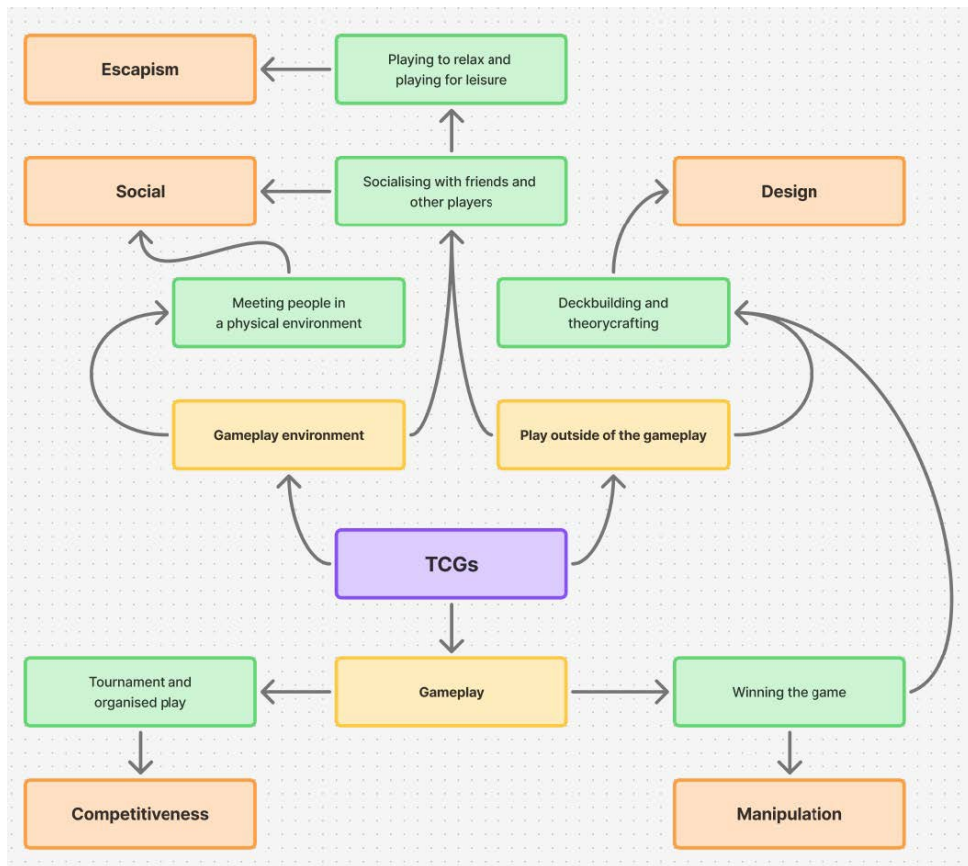 Escapism
Playing to relax and
playing for leisure
Social
Socialising with friends and
other players
Design
Meeting people in
a physical environment
Deckbuilding and
theorycrafting
Gameplay environment
Play outside of the gameplay
TCGs
Tournament and
organised play
Gameplay
Winning the game
Competitiveness
Manipulation